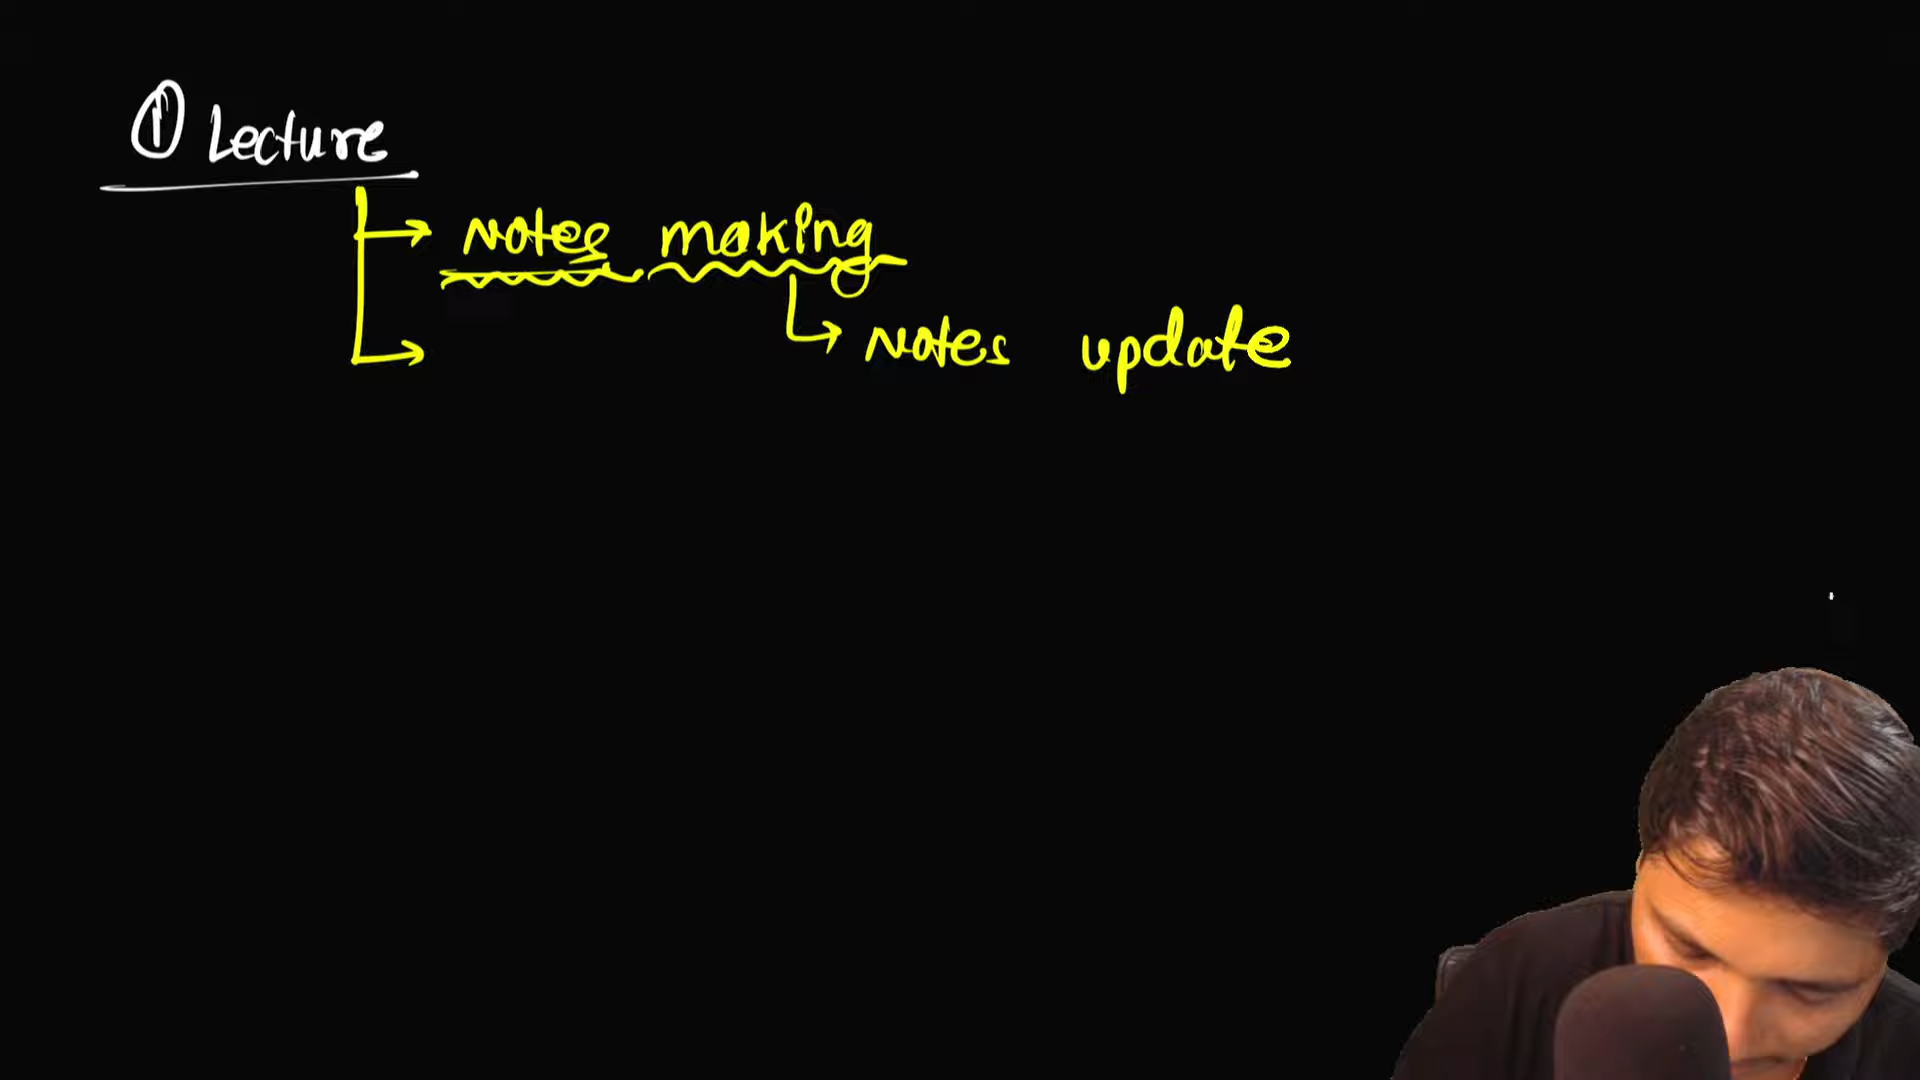 ① Lecture
→ Notes making
↳ Notes update
→